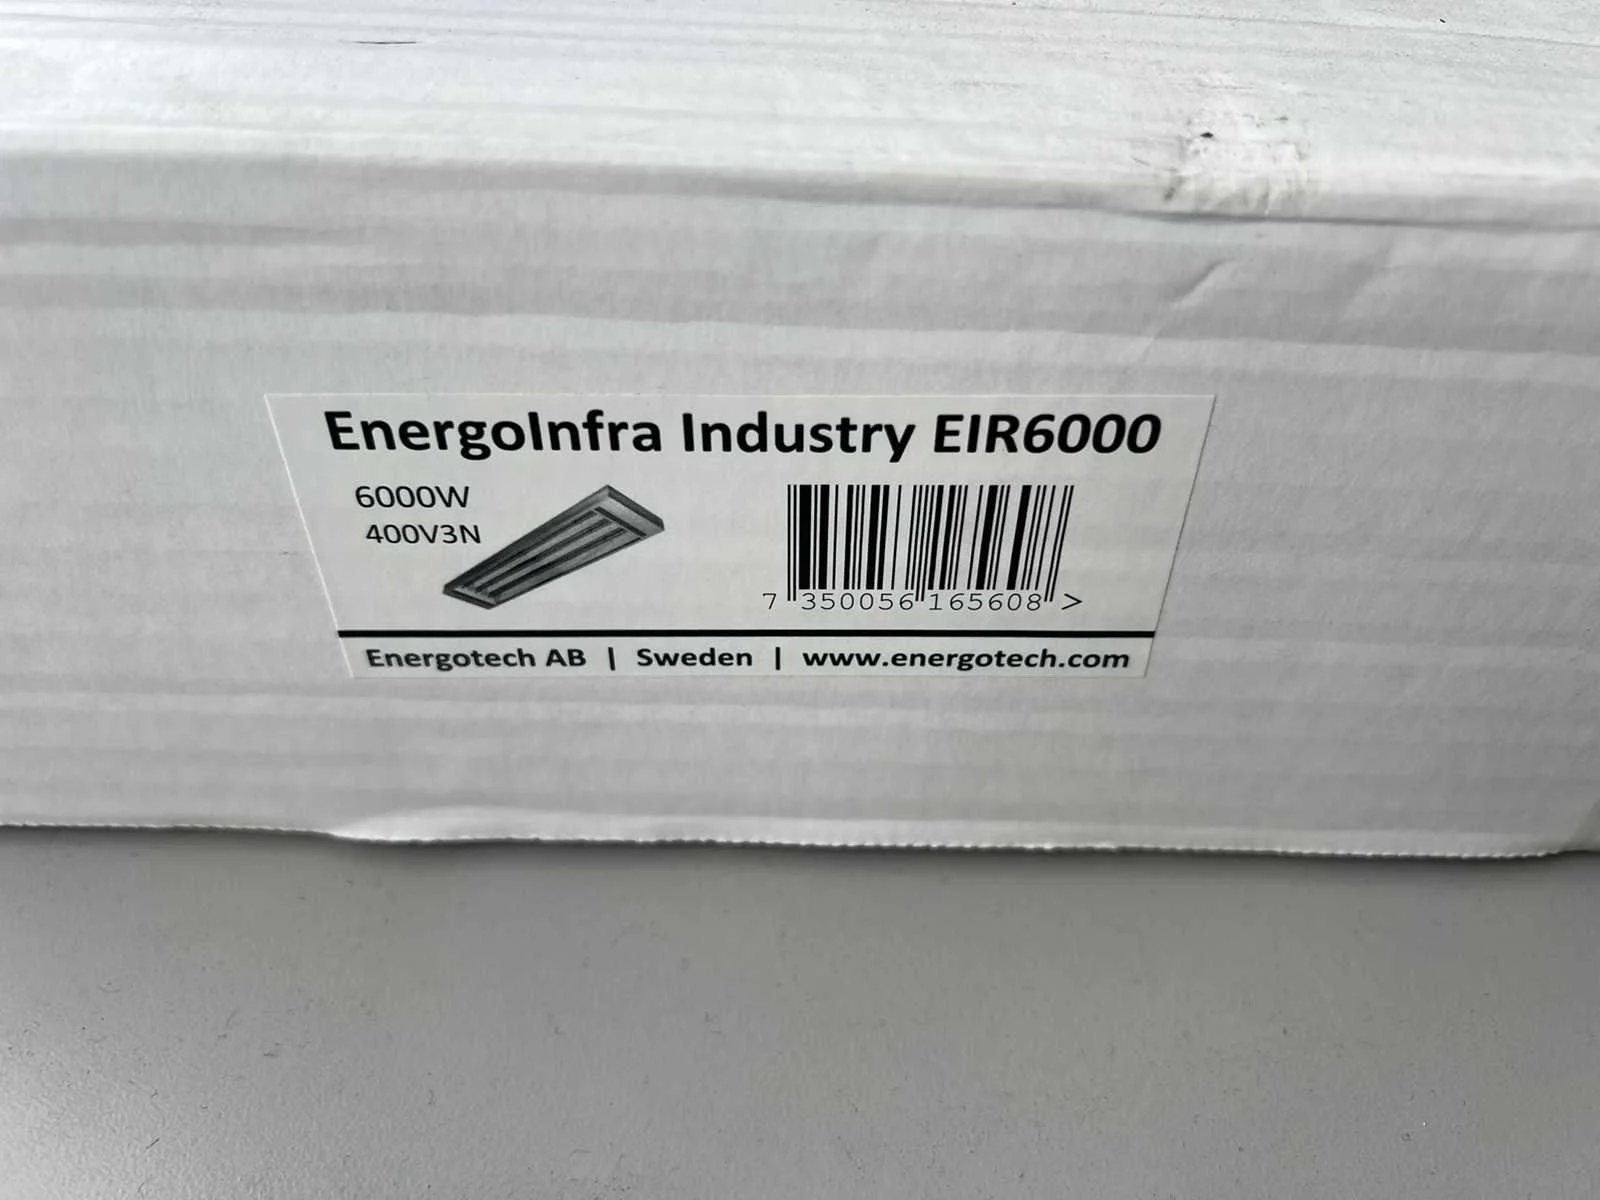 EnergoInfra Industry EIR6000
6000W
400V3N
7 350056 165608 >
Energotech AB | Sweden | www.energotech.com